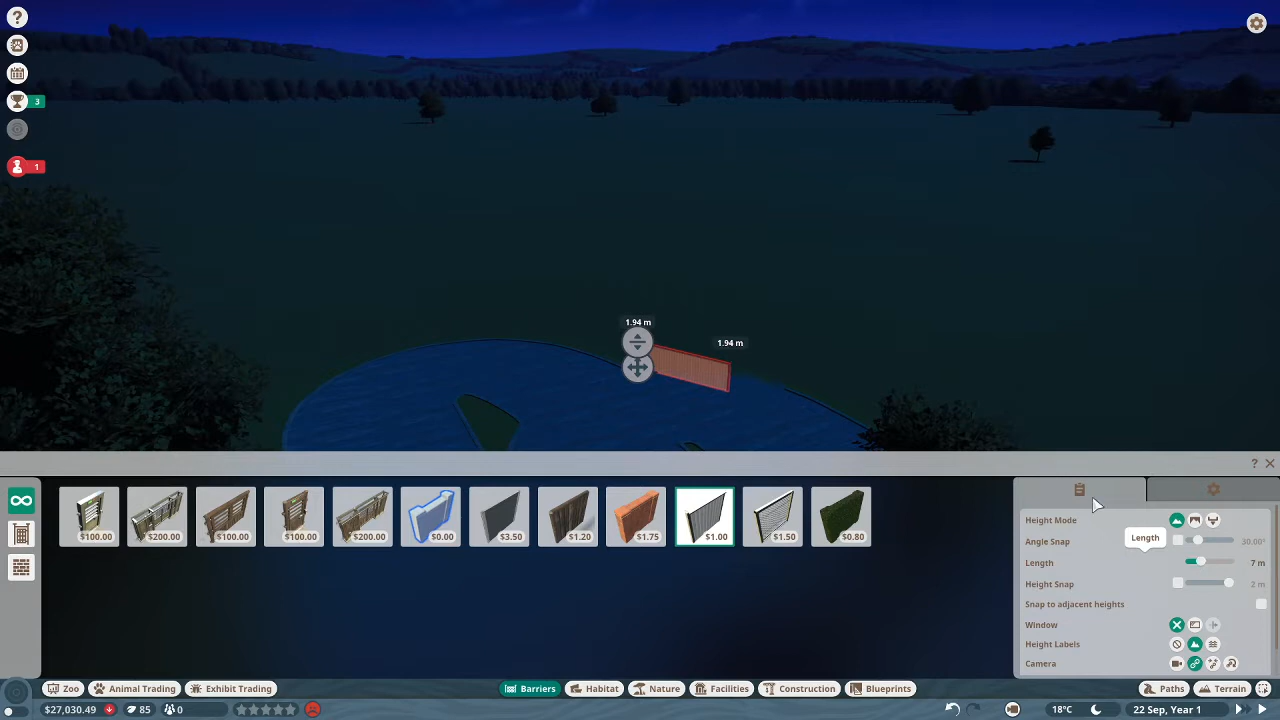 ?
3
1
1.94 m
1.94 m
?
$100.00
$200.00
$100.00
$100.00
$200.00
$0.00
$3.50
$1.20
$1.75
$1.00
$1.50
$0.80
Height Mode
Angle Snap 30.00°
Length
Length 7 m
Height Snap 2 m
Snap to adjacent heights
Window
Height Labels
Camera
Zoo Animal Trading Exhibit Trading Barriers Habitat Nature Facilities Construction Blueprints Paths Terrain
$27,030.49 85 0 18°C 22 Sep, Year 1